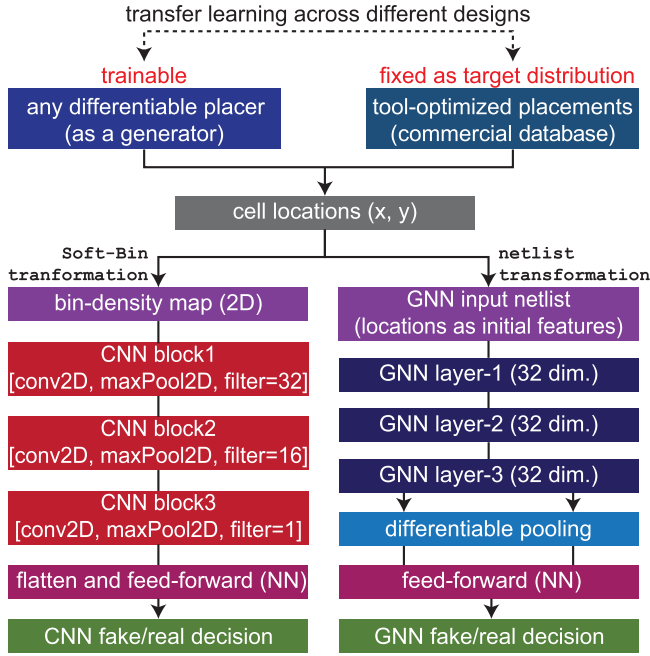 transfer learning across different designs
trainable
fixed as target distribution
any differentiable placer
(as a generator)
tool-optimized placements
(commercial database)
cell locations (x, y)
Soft-Bin
tranformation
netlist
transformation
bin-density map (2D)
CNN block1
[conv2D, maxPool2D, filter=32]
CNN block2
[conv2D, maxPool2D, filter=16]
CNN block3
[conv2D, maxPool2D, filter=1]
flatten and feed-forward (NN)
CNN fake/real decision
GNN input netlist
(locations as initial features)
GNN layer-1 (32 dim.)
GNN layer-2 (32 dim.)
GNN layer-3 (32 dim.)
differentiable pooling
feed-forward (NN)
GNN fake/real decision